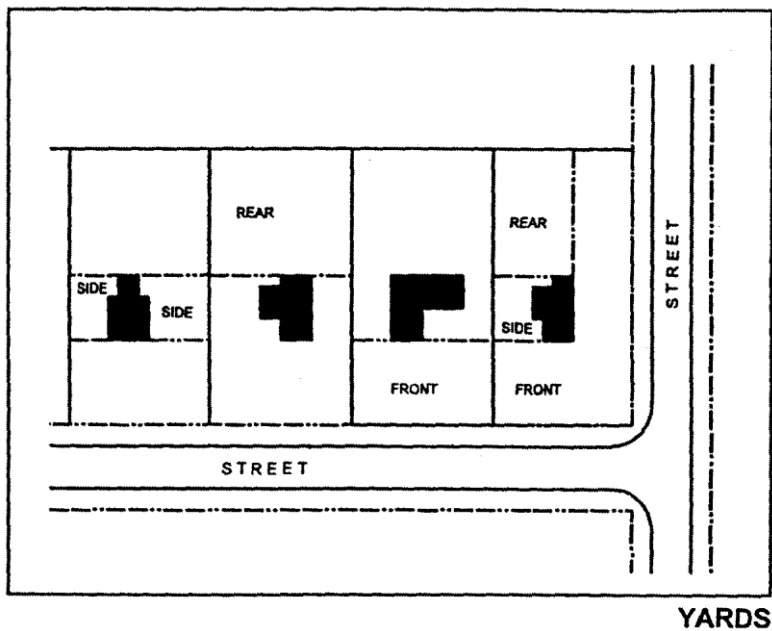 REAR
REAR
STREET
SIDE
SIDE
SIDE
FRONT
FRONT
STREET
YARDS